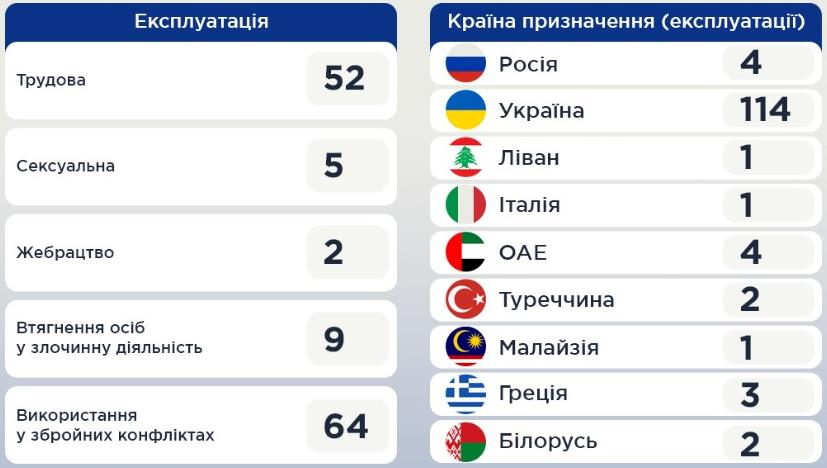 Експлуатація
Трудова
52
Сексуальна
5
Жебрацтво
2
Втягнення осіб
у злочинну діяльність
9
Використання
у збройних конфліктах
64
Країна призначення (експлуатації)
Росія
4
Україна
114
Ліван
1
Італія
1
ОАЕ
4
Туреччина
2
Малайзія
1
Греція
3
Білорусь
2